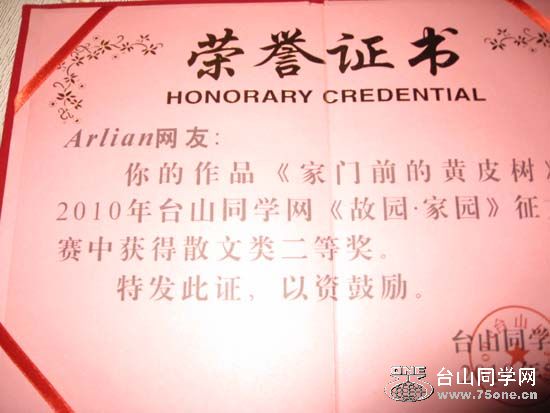 荣誉证书
HONORARY CREDENTIAL
Arlian网友:
你的作品《家门前的黄皮树》
2010年台山同学网《故园·家园》征
赛中获得散文类二等奖。
特发此证，以资鼓励。
台山
台山同学
ONE
台山同学网
www.75one.cn